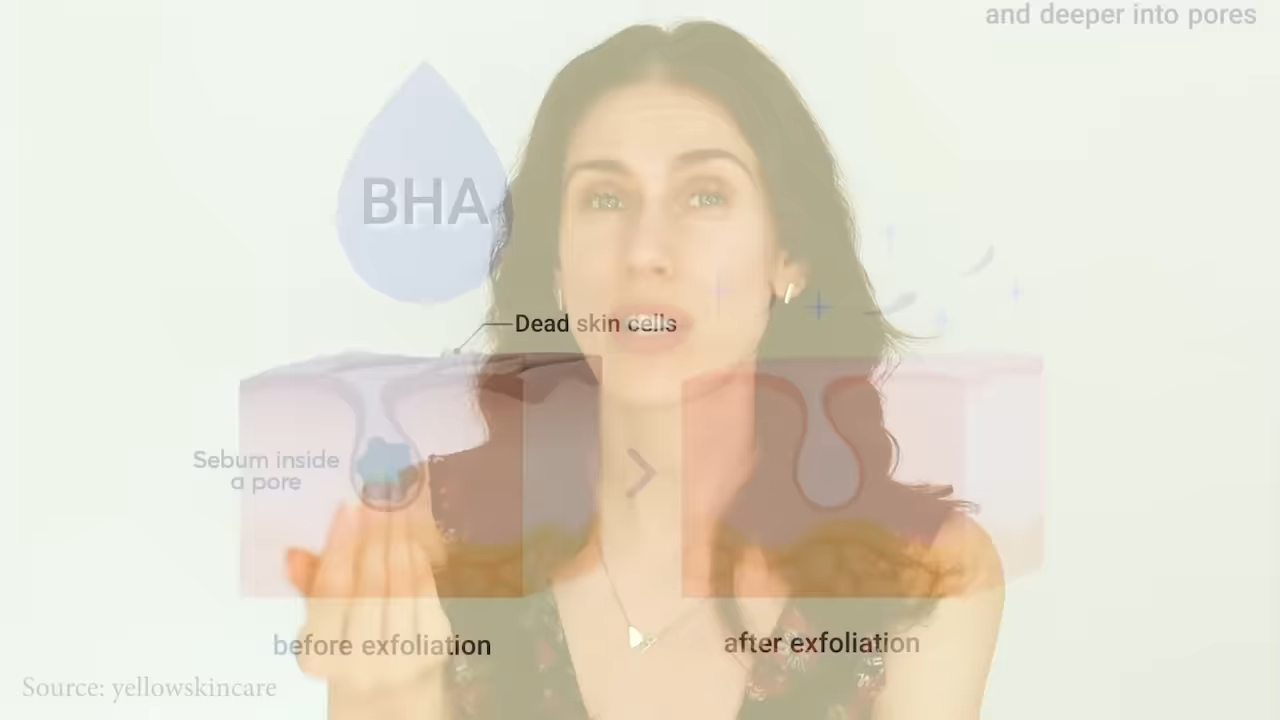 and deeper into pores
BHA
Dead skin cells
Sebum inside
a pore
before exfoliation
after exfoliation
Source: yellowskincare